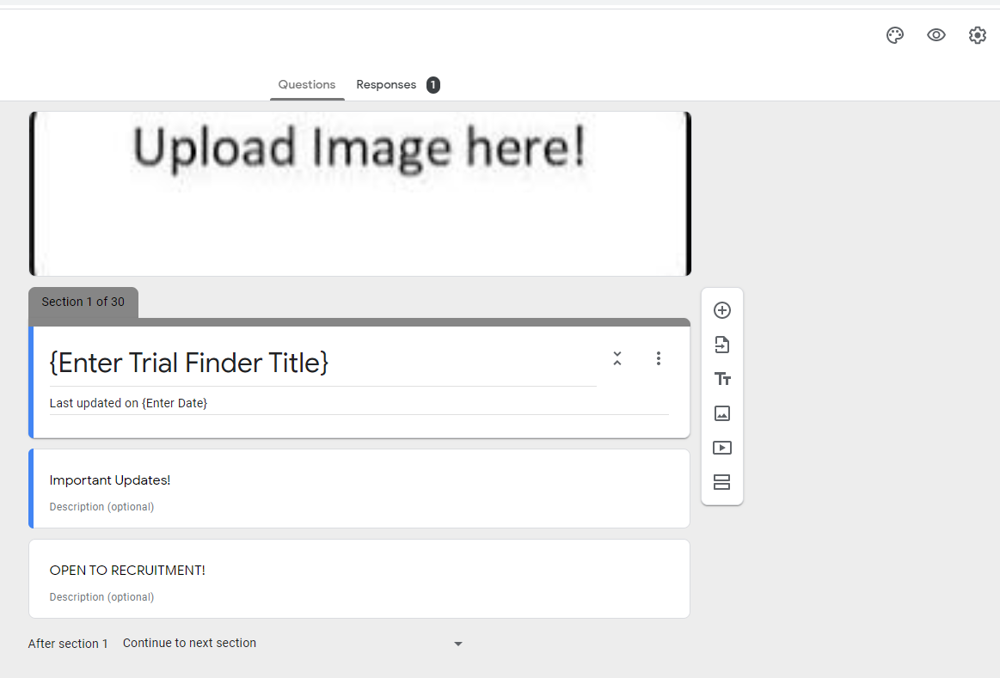 Questions
Responses 1
Upload Image here!
Section 1 of 30
{Enter Trial Finder Title}
Last updated on {Enter Date}
Important Updates!
Description (optional)
OPEN TO RECRUITMENT!
Description (optional)
After section 1 Continue to next section